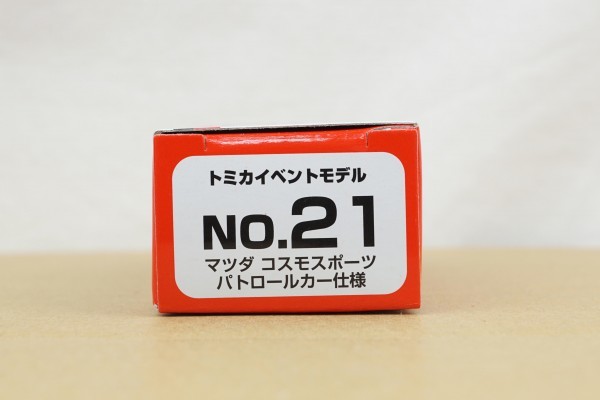 トミカイベントモデル
NO.21
マツダ コスモスポーツ
パトロールカー仕様